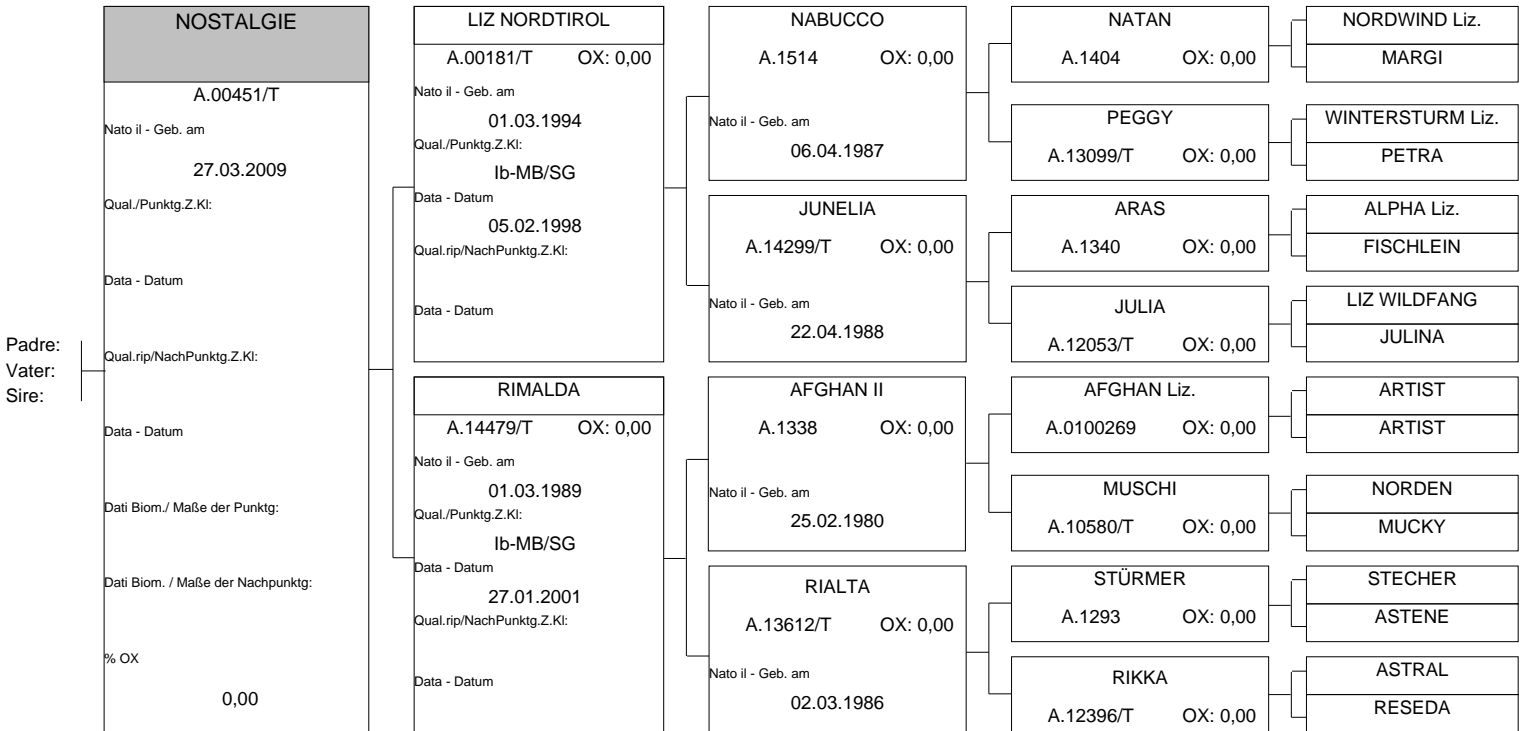 Padre:
Vater:
Sire:
NOSTALGIE
A.00451/T
Nato il - Geb. am
27.03.2009
Qual./Punktg.Z.Kl:
Data - Datum
Qual.rip/NachPunktg.Z.Kl:
Data - Datum
Dati Biom./ Maße der Punktg:
Dati Biom. / Maße der Nachpunktg:
% OX
0,00
LIZ NORDTIROL
A.00181/T OX: 0,00
Nato il - Geb. am
01.03.1994
Qual./Punktg.Z.Kl:
Ib-MB/SG
Data - Datum
05.02.1998
Qual.rip/NachPunktg.Z.Kl:
Data - Datum
RIMALDA
A.14479/T OX: 0,00
Nato il - Geb. am
01.03.1989
Qual./Punktg.Z.Kl:
Ib-MB/SG
Data - Datum
27.01.2001
Qual.rip/NachPunktg.Z.Kl:
Data - Datum
NABUCCO
A.1514 OX: 0,00
Nato il - Geb. am
06.04.1987
JUNELIA
A.14299/T OX: 0,00
Nato il - Geb. am
22.04.1988
AFGHAN II
A.1338 OX: 0,00
Nato il - Geb. am
25.02.1980
RIALTA
A.13612/T OX: 0,00
Nato il - Geb. am
02.03.1986
NATAN
A.1404 OX: 0,00
PEGGY
A.13099/T OX: 0,00
ARAS
A.1340 OX: 0,00
JULIA
A.12053/T OX: 0,00
AFGHAN Liz.
A.0100269 OX: 0,00
MUSCHI
A.10580/T OX: 0,00
STÜRMER
A.1293 OX: 0,00
RIKKA
A.12396/T OX: 0,00
NORDWIND Liz.
MARGI
WINTERSTURM Liz.
PETRA
ALPHA Liz.
FISCHLEIN
LIZ WILDFANG
JULINA
ARTIST
ARTIST
NORDEN
MUCKY
STECHER
ASTENE
ASTRAL
RESEDA